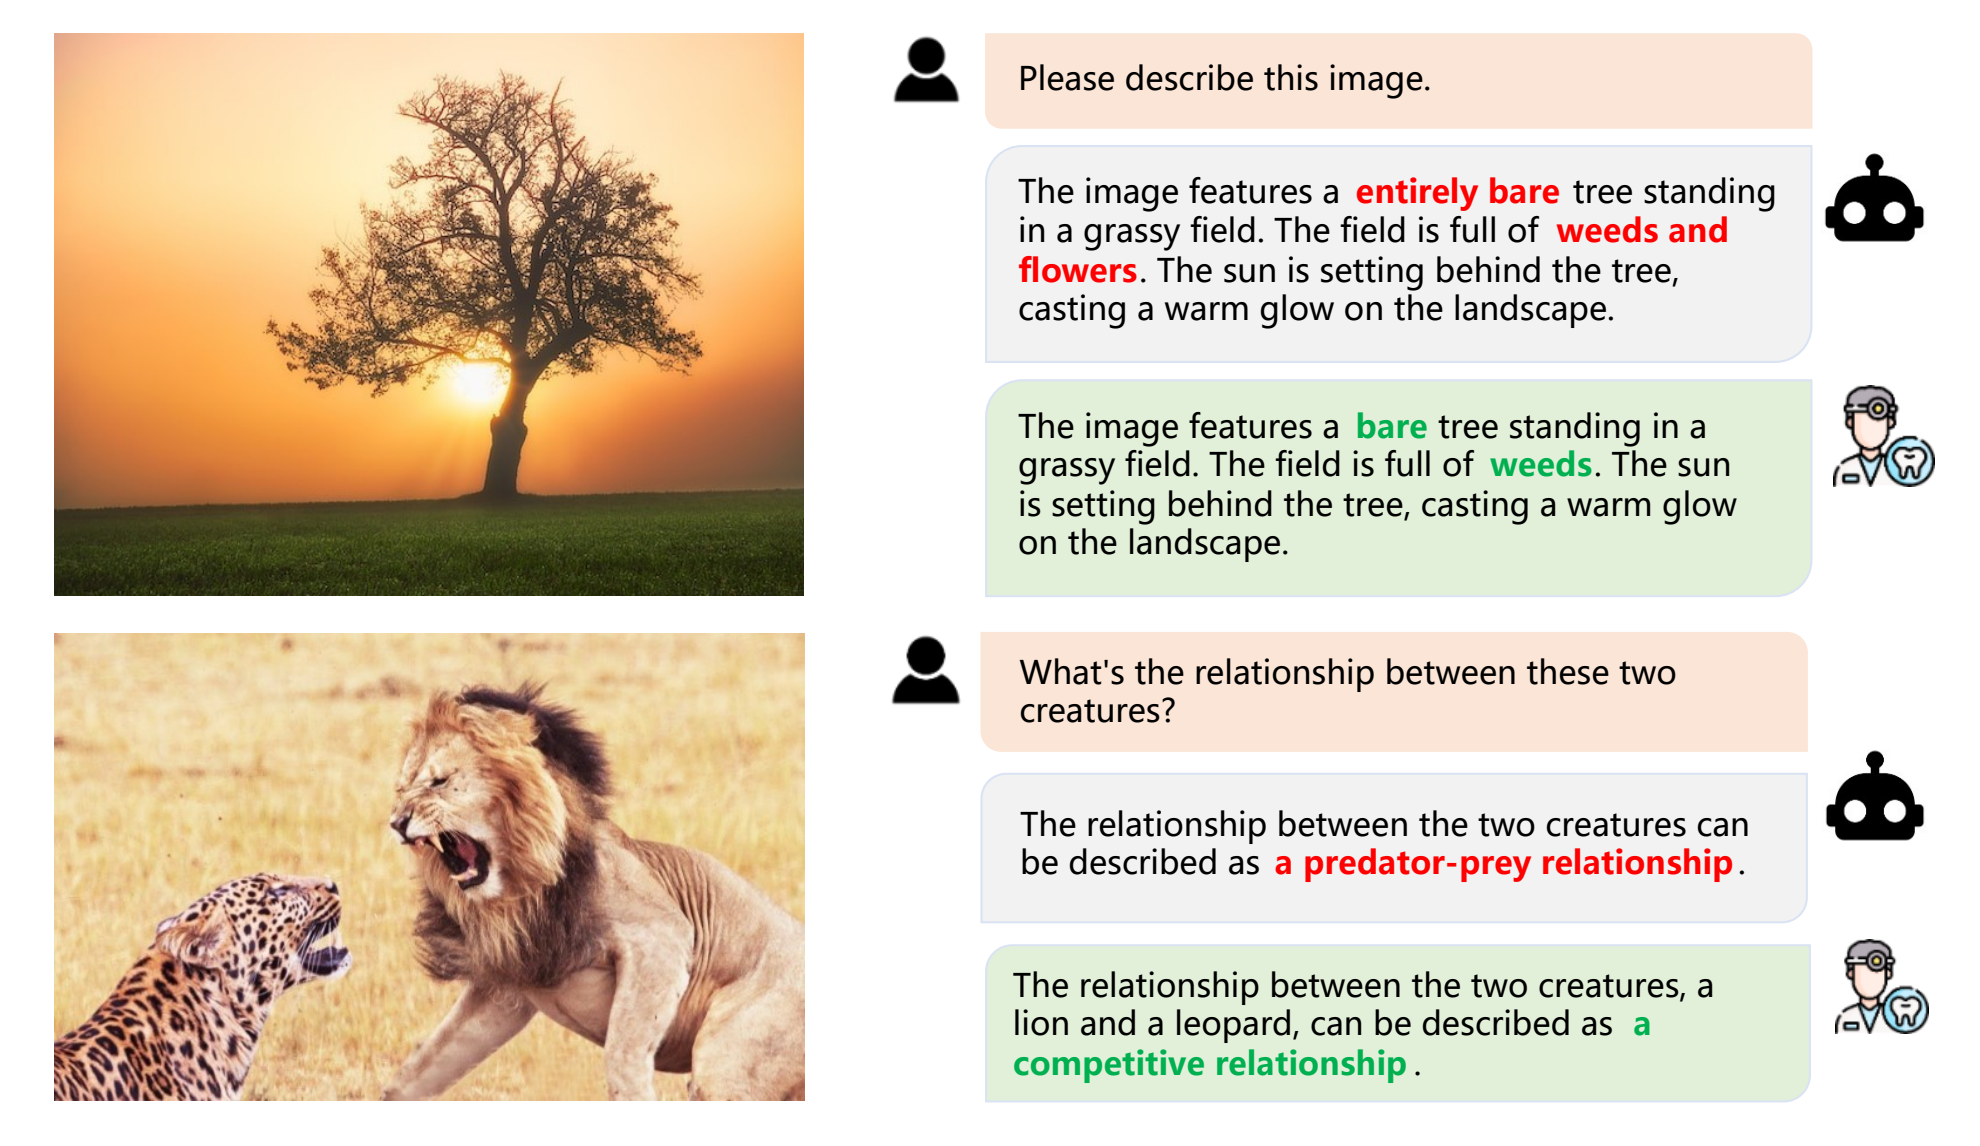 Please describe this image.
The image features a entirely bare tree standing
in a grassy field. The field is full of weeds and
flowers. The sun is setting behind the tree,
casting a warm glow on the landscape.
The image features a bare tree standing in a
grassy field. The field is full of weeds. The sun
is setting behind the tree, casting a warm glow
on the landscape.
What's the relationship between these two
creatures?
The relationship between the two creatures can
be described as a predator-prey relationship.
The relationship between the two creatures, a
lion and a leopard, can be described as a
competitive relationship.